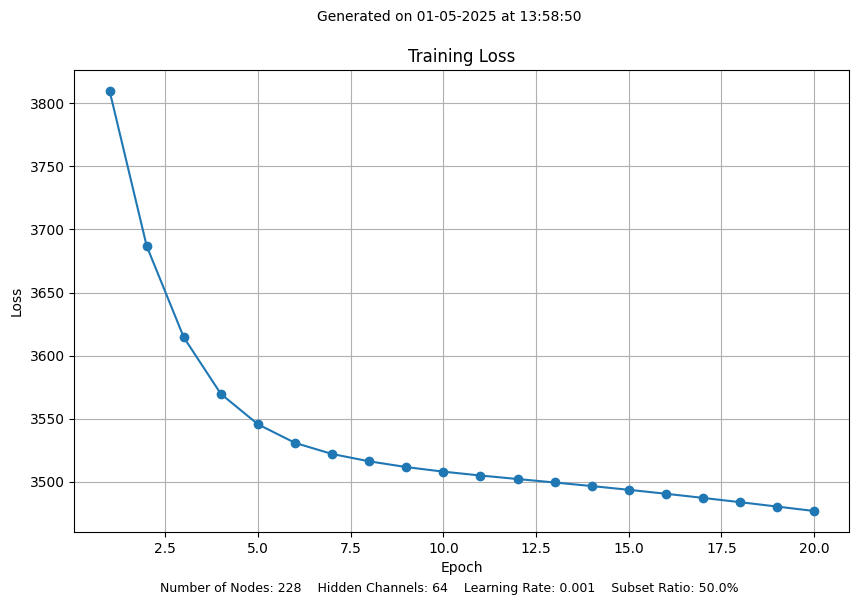 Generated on 01-05-2025 at 13:58:50
Training Loss
3800
3750
3700
3650
3600
3550
3500
Loss
2.5 5.0 7.5 10.0 12.5 15.0 17.5 20.0
Epoch
Number of Nodes: 228 Hidden Channels: 64 Learning Rate: 0.001 Subset Ratio: 50.0%